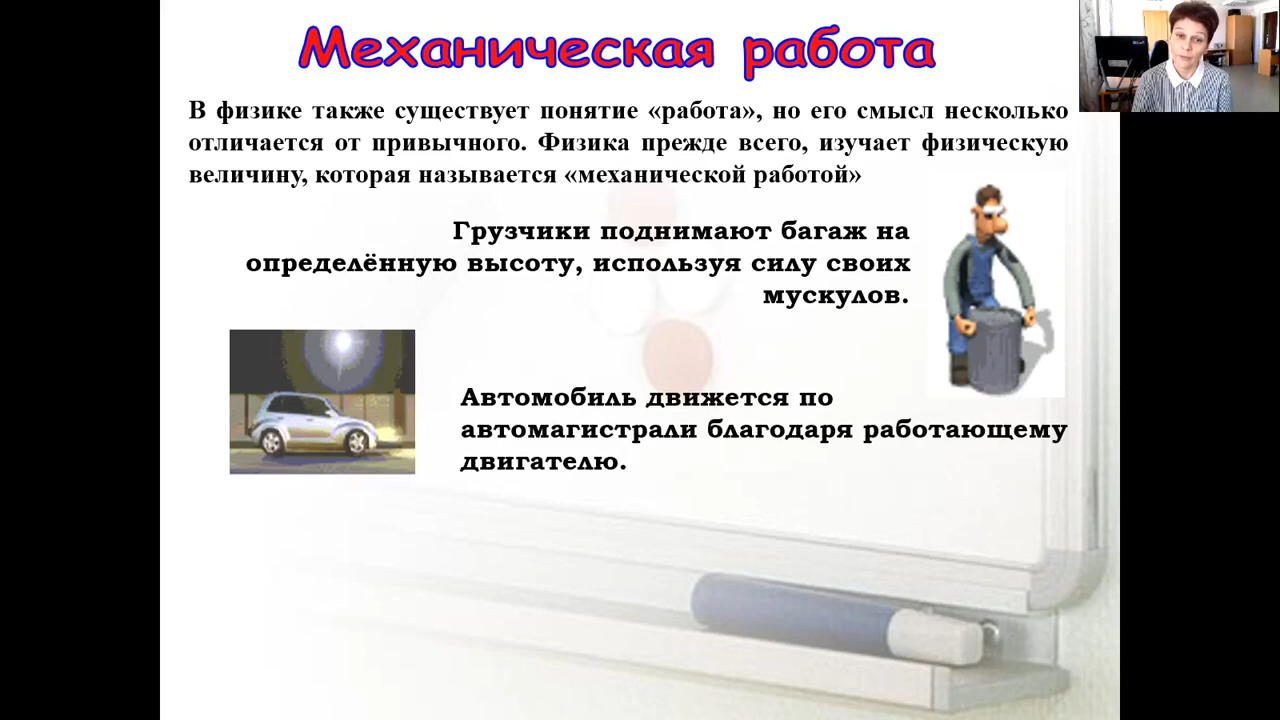 Механическая работа
В физике также существует понятие «работа», но его смысл несколько
отличается от привычного. Физика прежде всего, изучает физическую
величину, которая называется «механической работой»
Грузчики поднимают багаж на
определённую высоту, используя силу своих
мускулов.
Автомобиль движется по
автомагистрали благодаря работающему
двигателю.